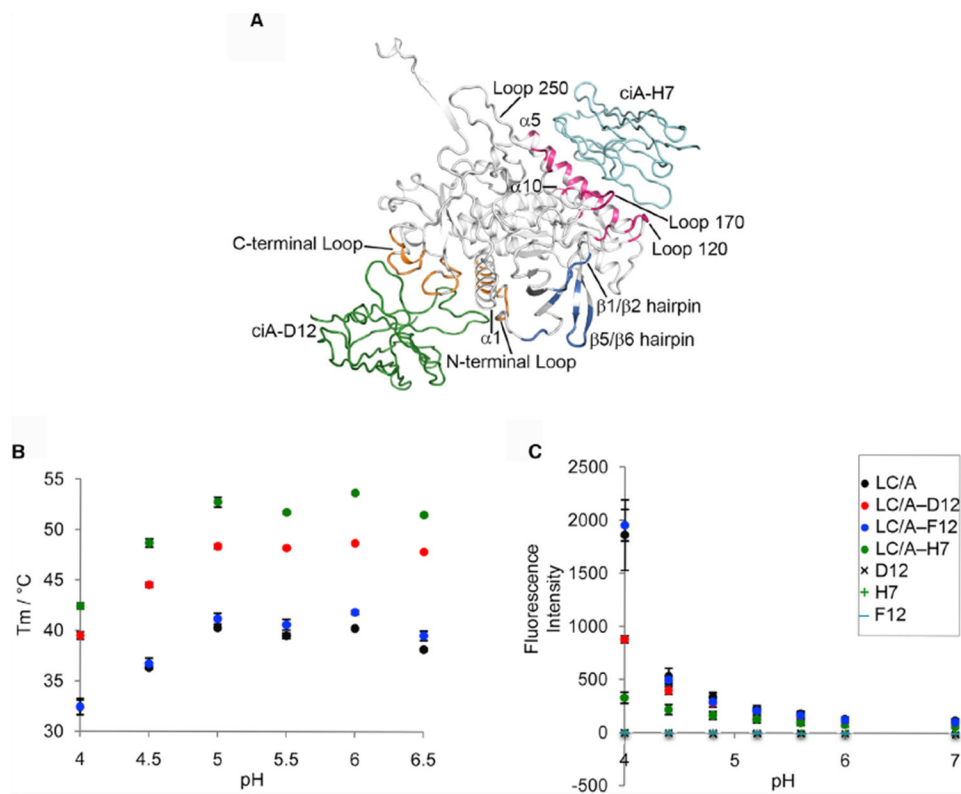 A
Loop 250
ciA-H7
α5
α10
Loop 170
Loop 120
C-terminal Loop
β1/β2 hairpin
ciA-D12
α1
β5/β6 hairpin
N-terminal Loop
B
55
50
45
40
35
30
Tm / °C
4
4.5
5
5.5
6
6.5
pH
C
2500
2000
1500
1000
500
0
-500
Fluorescence
Intensity
4
5
6
7
pH
LC/A
LC/A–D12
LC/A–F12
LC/A–H7
D12
H7
F12